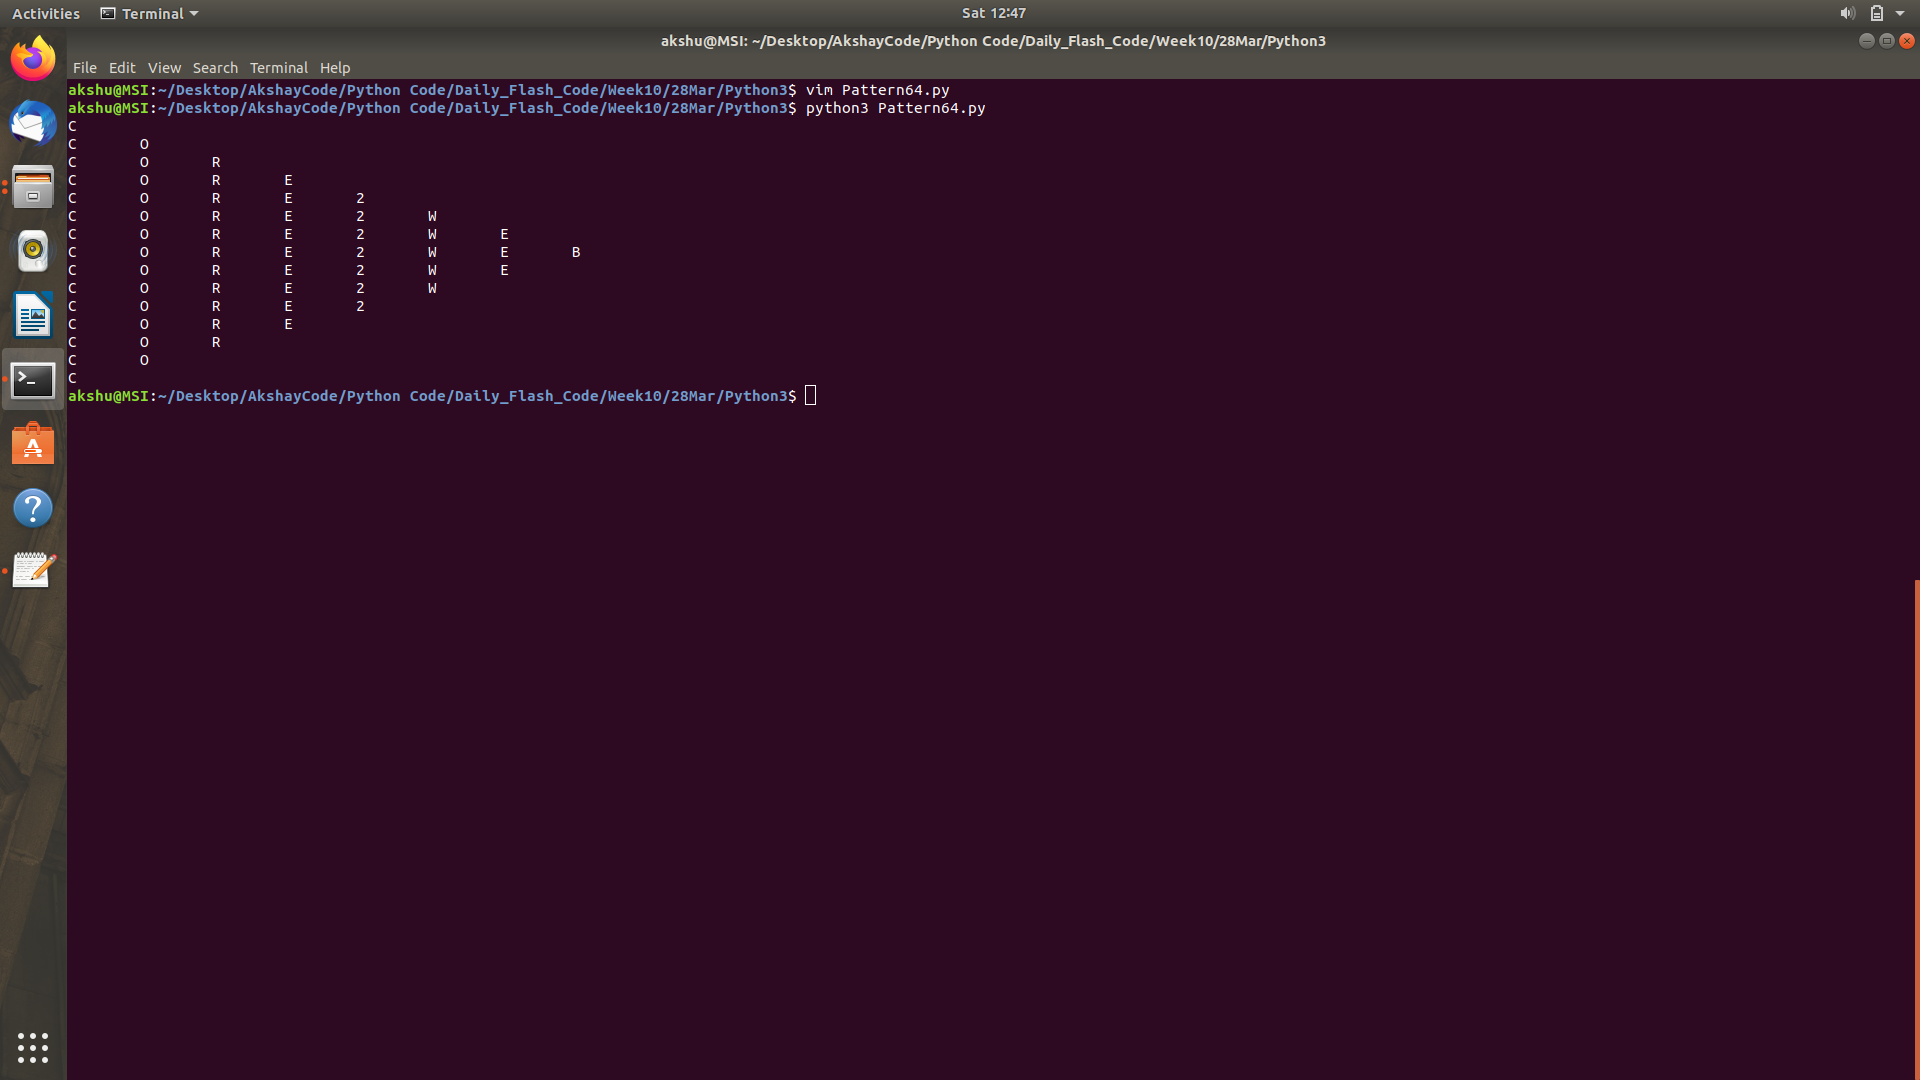 Activities Terminal Sat 12:47
akshu@MSI: ~/Desktop/AkshayCode/Python Code/Daily_Flash_Code/Week10/28Mar/Python3
File Edit View Search Terminal Help
akshu@MSI:~/Desktop/AkshayCode/Python Code/Daily_Flash_Code/Week10/28Mar/Python3$ vim Pattern64.py
akshu@MSI:~/Desktop/AkshayCode/Python Code/Daily_Flash_Code/Week10/28Mar/Python3$ python3 Pattern64.py
C
C O
C O R
C O R E
C O R E 2
C O R E 2 W
C O R E 2 W E
C O R E 2 W E B
C O R E 2 W E
C O R E 2 W
C O R E 2
C O R E
C O R
C O
C
akshu@MSI:~/Desktop/AkshayCode/Python Code/Daily_Flash_Code/Week10/28Mar/Python3$